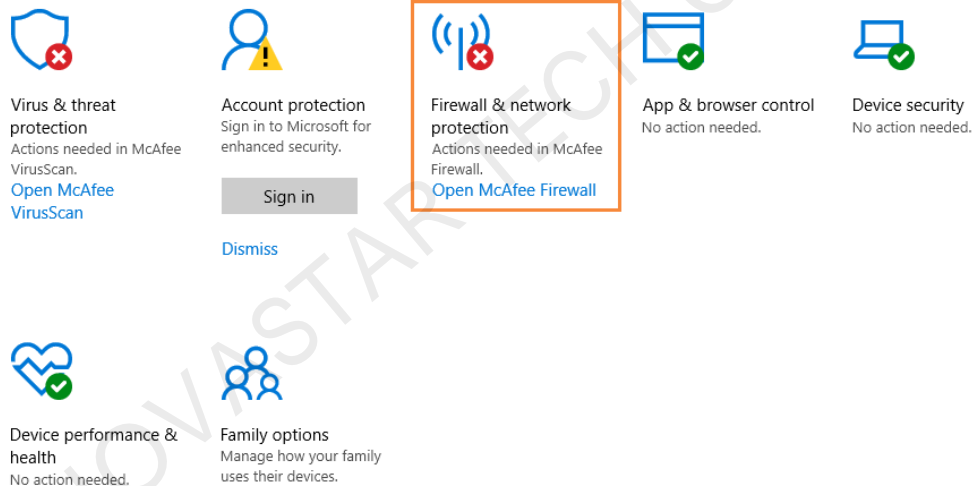 Virus & threat
protection
Actions needed in McAfee
VirusScan.
Open McAfee
VirusScan
Account protection
Sign in to Microsoft for
enhanced security.
Sign in
Dismiss
Firewall & network
protection
Actions needed in McAfee
Firewall.
Open McAfee Firewall
App & browser control
No action needed.
Device security
No action needed.
Device performance &
health
No action needed.
Family options
Manage how your family
uses their devices.
OVASTAR TECH